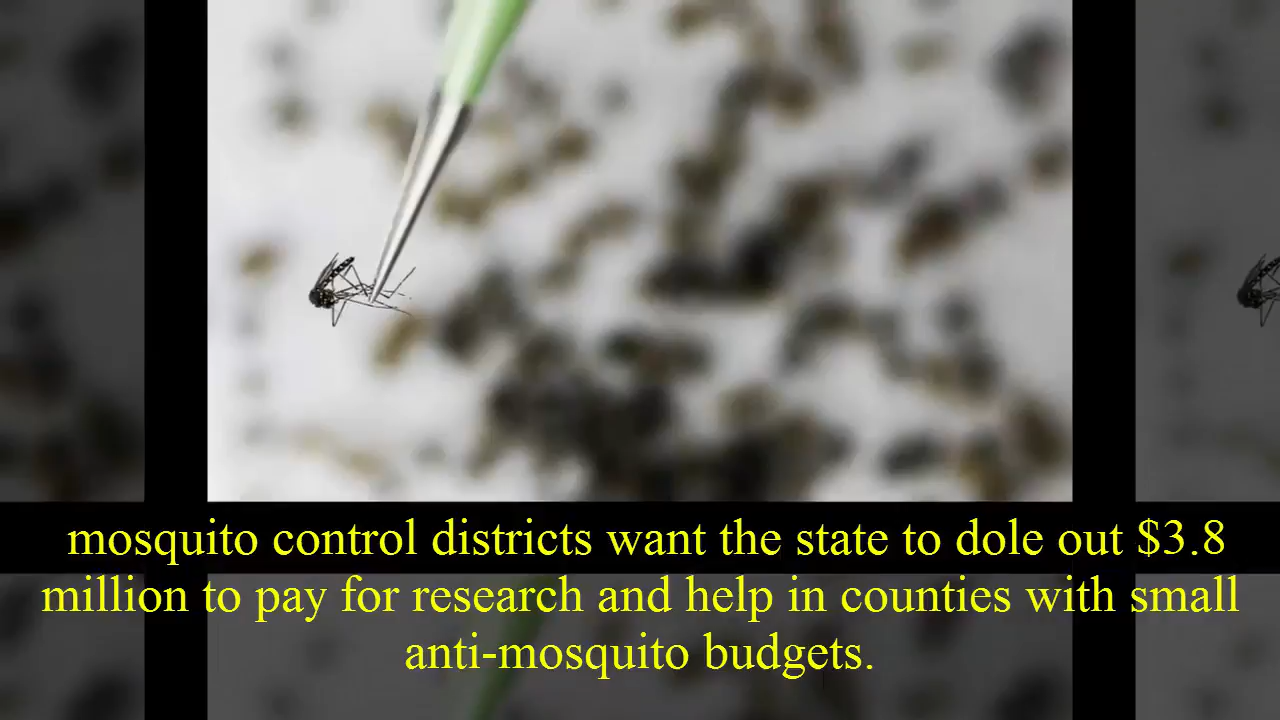 mosquito control districts want the state to dole out $3.8
million to pay for research and help in counties with small
anti-mosquito budgets.